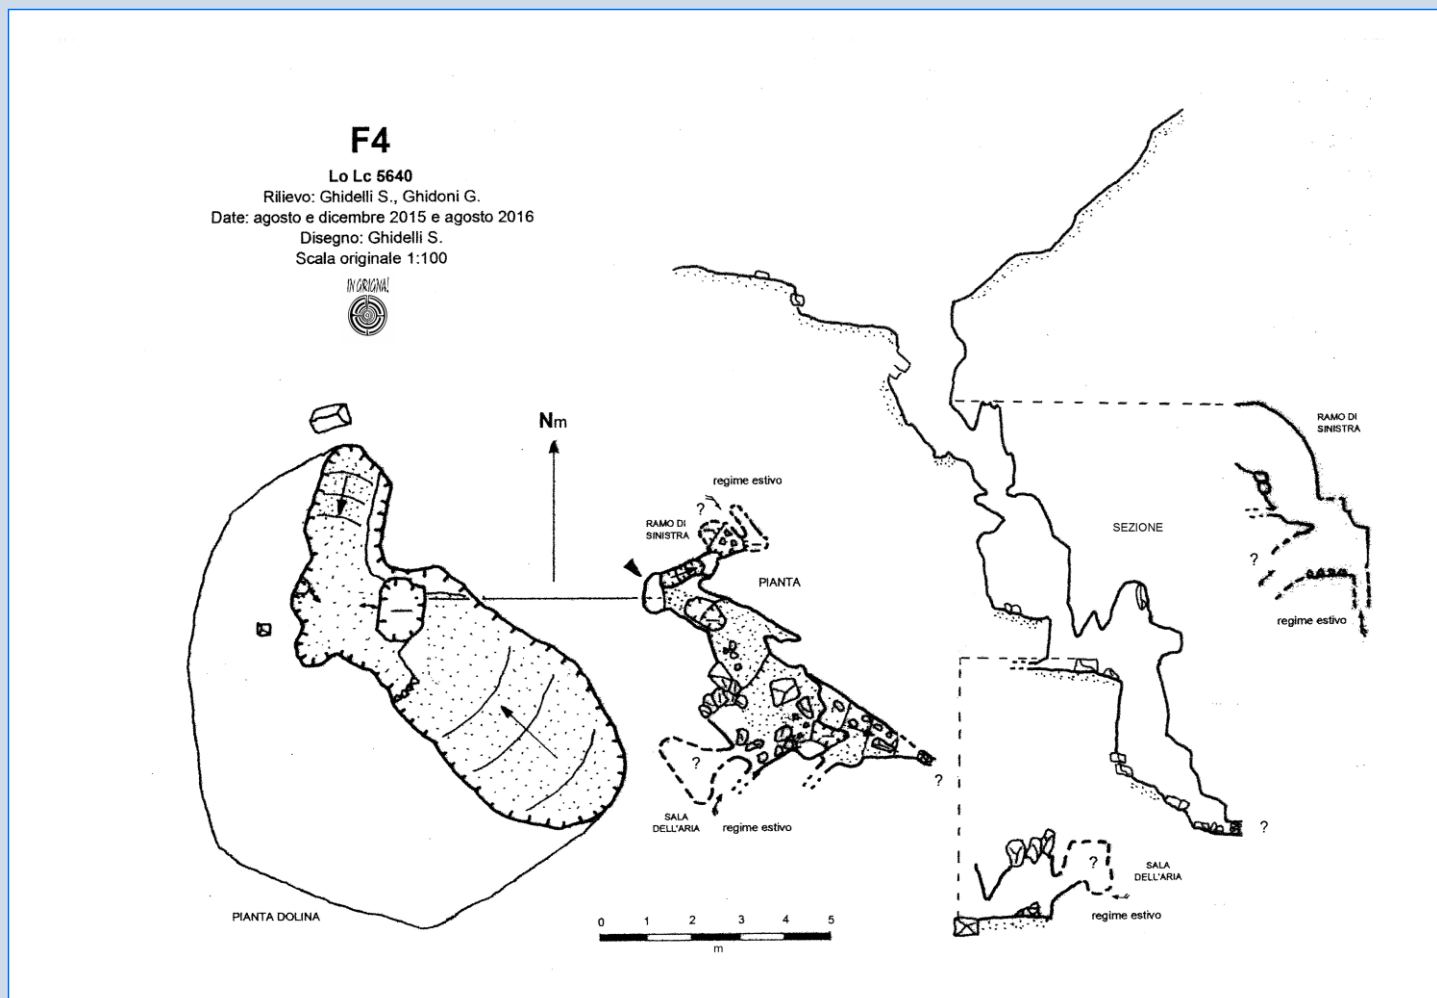 F4
Lo Lc 5640
Rilievo: Ghidelli S., Ghidoni G.
Date: agosto e dicembre 2015 e agosto 2016
Disegno: Ghidelli S.
Scala originale 1:100
IN GRIGNA!
Nm
regime estivo
?
RAMO DI
SINISTRA
PIANTA
RAMO DI
SINISTRA
SEZIONE
?
regime estivo
?
?
SALA
DELL'ARIA
regime estivo
?
?
SALA
DELL'ARIA
regime estivo
PIANTA DOLINA
0 1 2 3 4 5
m